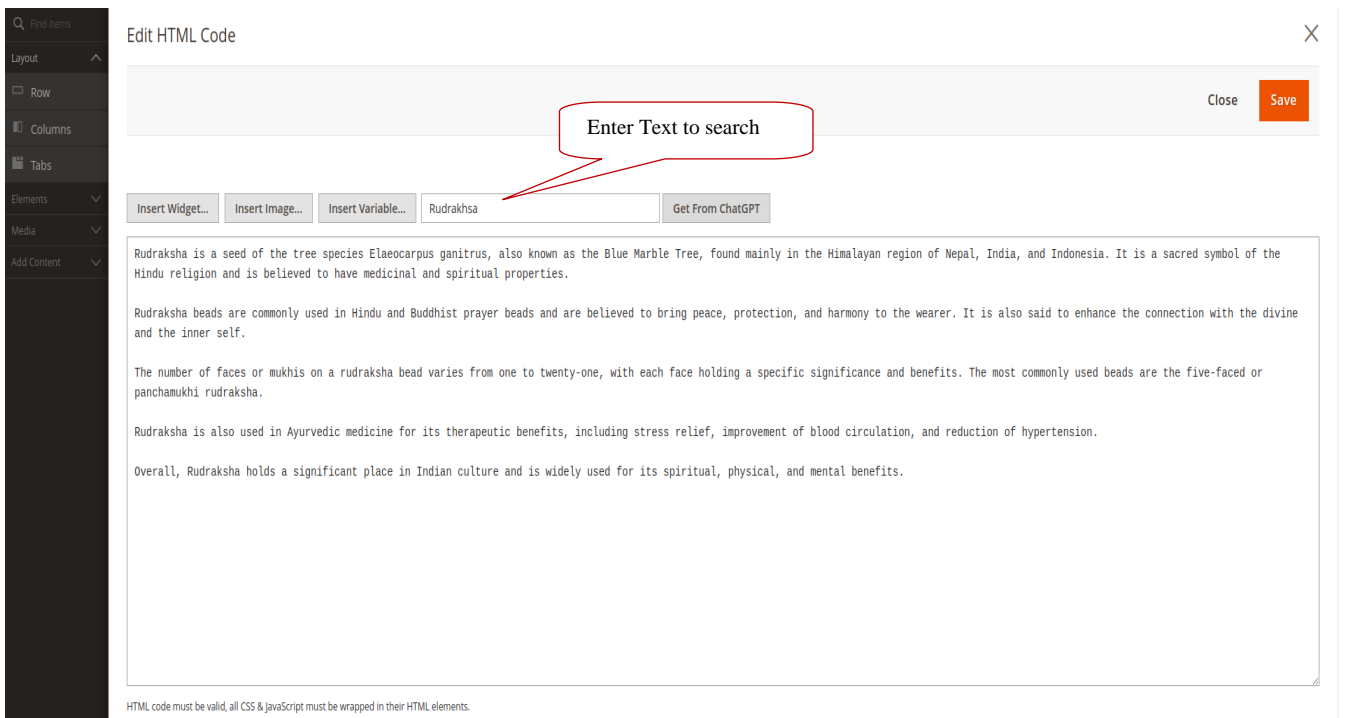 Find Items
Layout
Row
Columns
Tabs
Elements
Media
Add Content
Edit HTML Code
Close
Save
Enter Text to search
Insert Widget...
Insert Image...
Insert Variable...
Rudrakhsa
Get From ChatGPT
Rudraksha is a seed of the tree species Elaeocarpus ganitrus, also known as the Blue Marble Tree, found mainly in the Himalayan region of Nepal, India, and Indonesia. It is a sacred symbol of the
Hindu religion and is believed to have medicinal and spiritual properties.
Rudraksha beads are commonly used in Hindu and Buddhist prayer beads and are believed to bring peace, protection, and harmony to the wearer. It is also said to enhance the connection with the divine
and the inner self.
The number of faces or mukhis on a rudraksha bead varies from one to twenty-one, with each face holding a specific significance and benefits. The most commonly used beads are the five-faced or
panchamukhi rudraksha.
Rudraksha is also used in Ayurvedic medicine for its therapeutic benefits, including stress relief, improvement of blood circulation, and reduction of hypertension.
Overall, Rudraksha holds a significant place in Indian culture and is widely used for its spiritual, physical, and mental benefits.
HTML code must be valid, all CSS & JavaScript must be wrapped in their HTML elements.